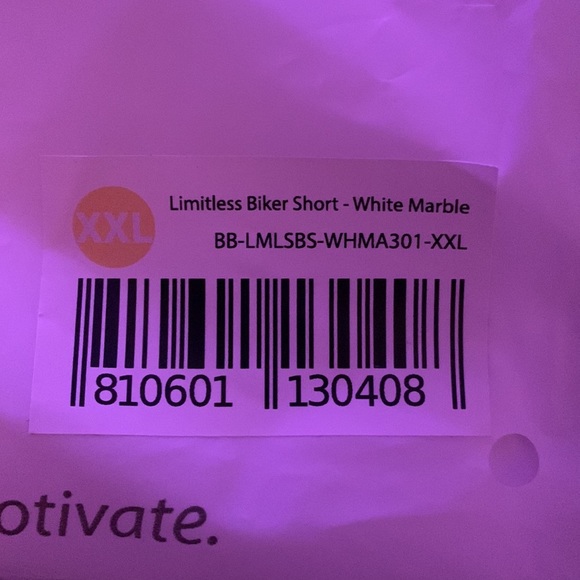 XXL
Limitless Biker Short - White Marble
BB-LMLSBS-WHMA301-XXL
810601 130408
otivate.